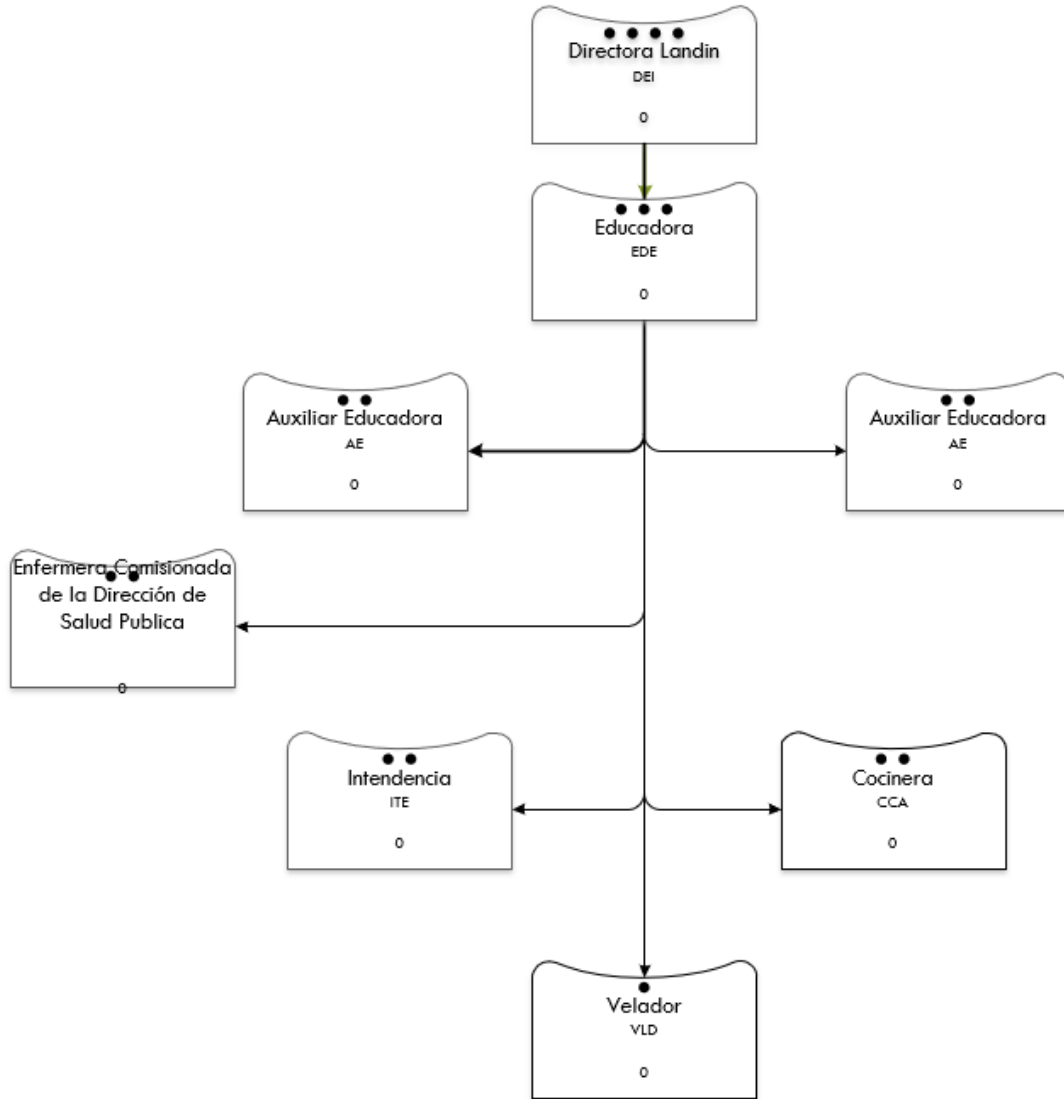 Directora Landin
DEI
0
Educadora
EDE
0
Auxiliar Educadora
AE
0
Auxiliar Educadora
AE
0
Enfermera Comisionada
de la Dirección de
Salud Publica
0
Intendencia
ITE
0
Cocinera
CCA
0
Velador
VLD
0